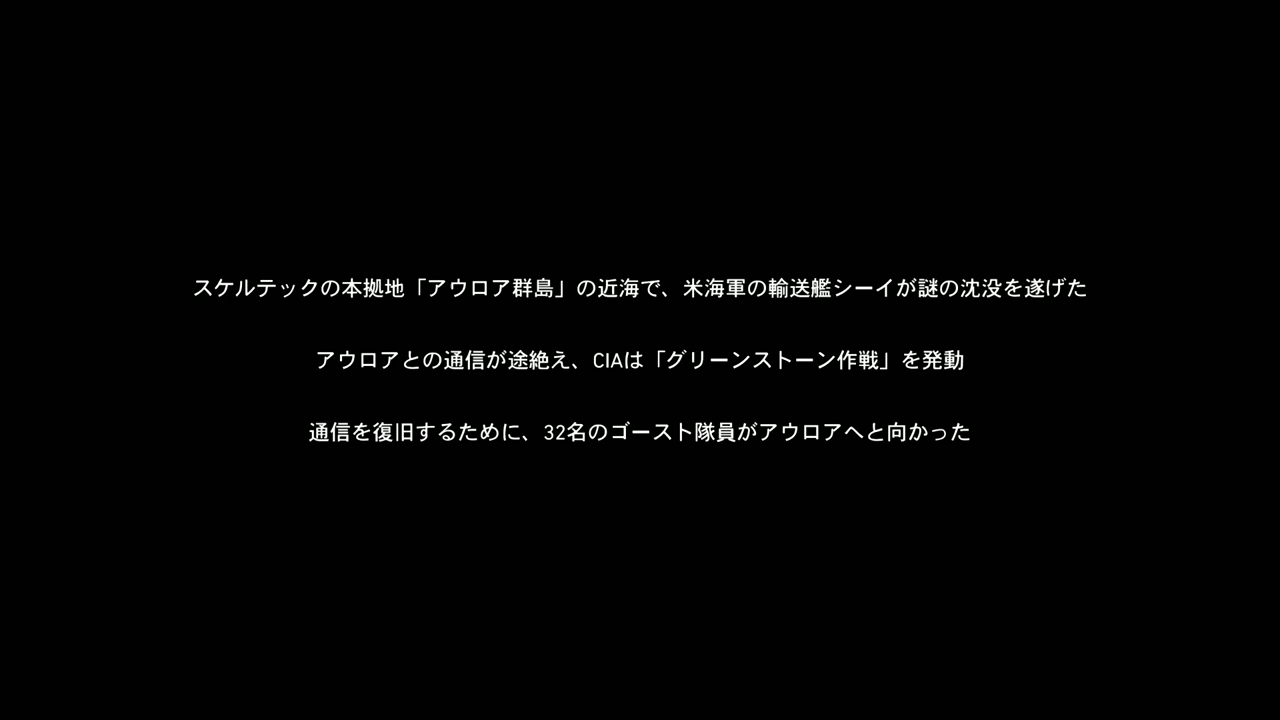 スケルテックの本拠地「アウロア群島」の近海で、米海軍の輸送艦シーイが謎の沈没を遂げた
アウロアとの通信が途絶え、CIAは「グリーンストーン作戦」を発動
通信を復旧するために、32名のゴースト隊員がアウロアへと向かった